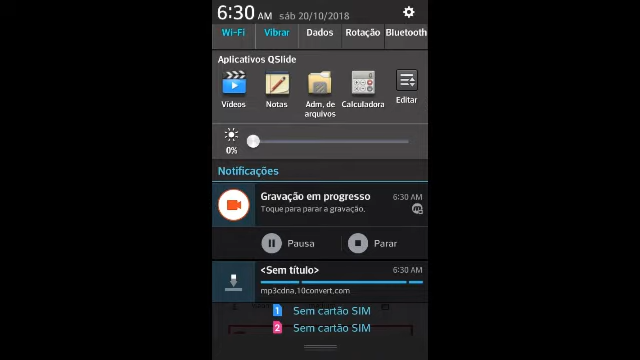 6:30 AM sáb 20/10/2018
Wi-Fi Vibrar Dados Rotação Bluetooth
Aplicativos QSlide
Vídeos Notas Adm. de arquivos Calculadora Editar
0%
Notificações
Gravação em progresso 6:30 AM
Toque para parar a gravação.
Pausa Parar
<Sem título> 6:30 AM
mp3cdna.10convert.com
1 Sem cartão SIM
2 Sem cartão SIM